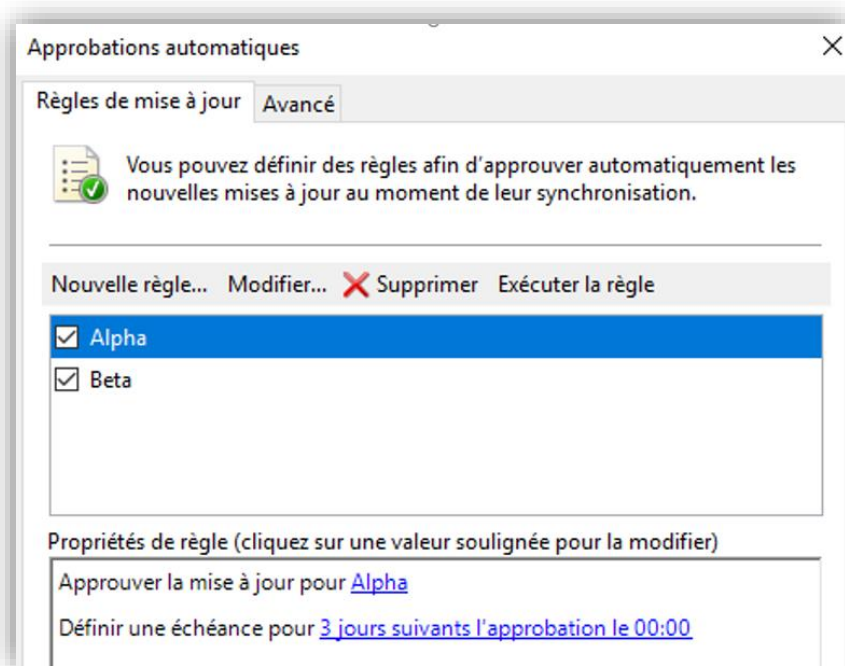 Approbations automatiques
Règles de mise à jour
Avancé
Vous pouvez définir des règles afin d'approuver automatiquement les
nouvelles mises à jour au moment de leur synchronisation.
Nouvelle règle... Modifier... Supprimer Exécuter la règle
Alpha
Beta
Propriétés de règle (cliquez sur une valeur soulignée pour la modifier)
Approuver la mise à jour pour Alpha
Définir une échéance pour 3 jours suivants l'approbation le 00:00